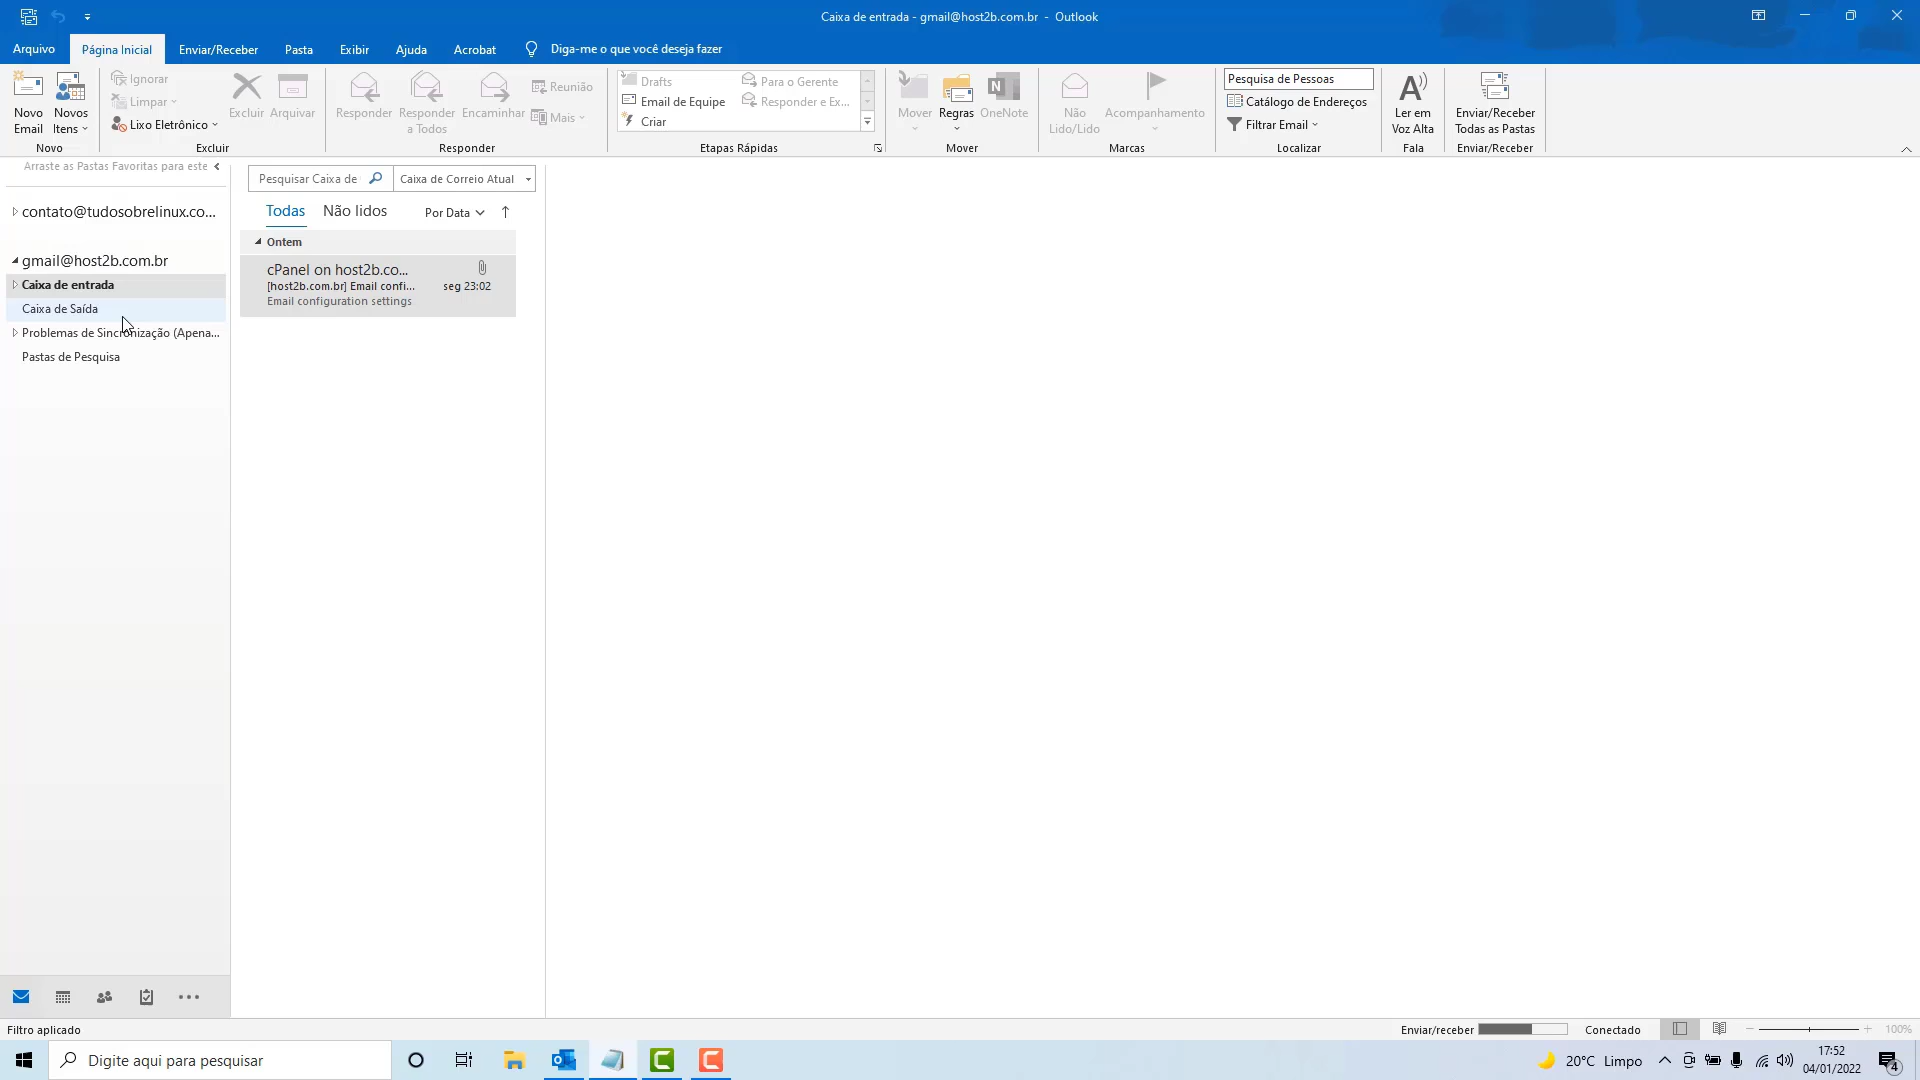 Caixa de entrada - gmail@host2b.com.br - Outlook
Arquivo
Página Inicial
Enviar/Receber
Pasta
Exibir
Ajuda
Acrobat
Diga-me o que você deseja fazer
Novo
Email
Novos
Itens
Novo
Ignorar
Limpar
Lixo Eletrônico
Excluir
Arquivar
Excluir
Responder
Responder
a Todos
Encaminhar
Reunião
Mais
Responder
Drafts
Email de Equipe
Criar
Para o Gerente
Responder e Ex...
Etapas Rápidas
Mover
Regras
OneNote
Mover
Não
Lido/Lido
Acompanhamento
Marcas
Pesquisa de Pessoas
Catálogo de Endereços
Filtrar Email
Localizar
Ler em
Voz Alta
Fala
Enviar/Receber
Todas as Pastas
Enviar/Receber
Arraste as Pastas Favoritas para este
contato@tudosobrelinux.co...
gmail@host2b.com.br
Caixa de entrada
Caixa de Saída
Problemas de Sincronização (Apena...
Pastas de Pesquisa
Pesquisar Caixa de
Caixa de Correio Atual
Todas
Não lidos
Por Data
Ontem
cPanel on host2b.co...
[host2b.com.br] Email confi...
seg 23:02
Email configuration settings
Filtro aplicado
Enviar/receber
Conectado
100%
Digite aqui para pesquisar
20°C Limpo
17:52
04/01/2022
4